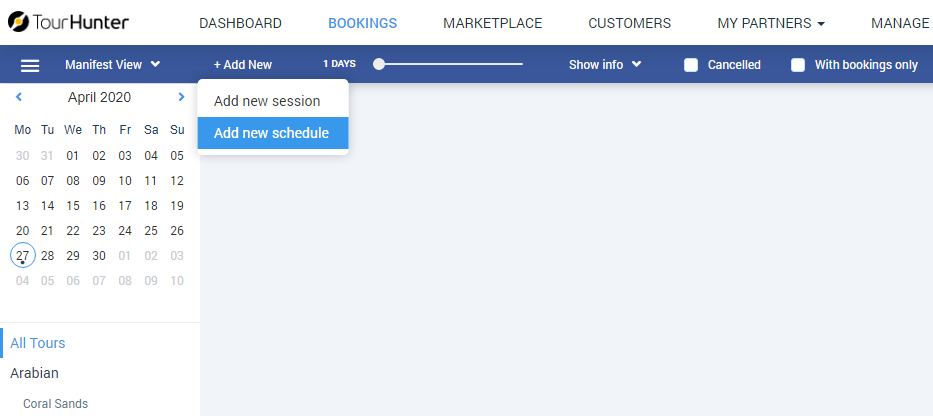 TourHunter DASHBOARD BOOKINGS MARKETPLACE CUSTOMERS MY PARTNERS MANAGE
Manifest View + Add New 1 DAYS Show info Cancelled With bookings only
Add new session
Add new schedule
April 2020
Mo Tu We Th Fr Sa Su
30 31 01 02 03 04 05
06 07 08 09 10 11 12
13 14 15 16 17 18 19
20 21 22 23 24 25 26
27 28 29 30 01 02 03
04 05 06 07 08 09 10
All Tours
Arabian
Coral Sands